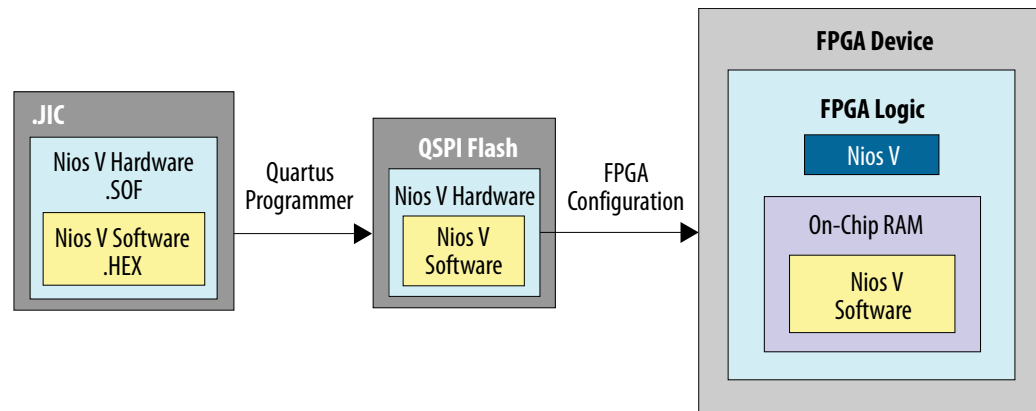 .JIC
Nios V Hardware
.SOF
Nios V Software
.HEX
Quartus
Programmer
QSPI Flash
Nios V Hardware
Nios V
Software
FPGA
Configuration
FPGA Device
FPGA Logic
Nios V
On-Chip RAM
Nios V
Software